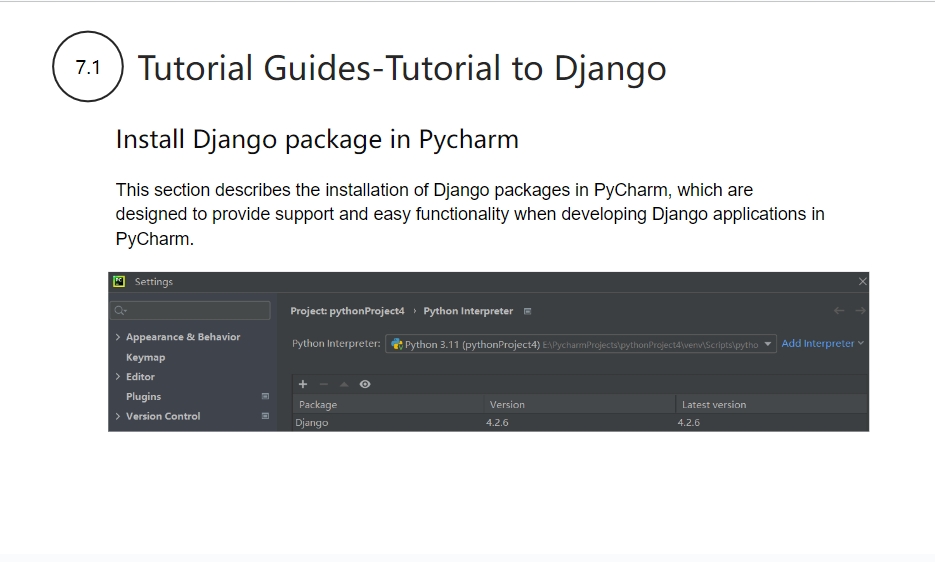 7.1
Tutorial Guides-Tutorial to Django
Install Django package in Pycharm
This section describes the installation of Django packages in PyCharm, which are
designed to provide support and easy functionality when developing Django applications in
PyCharm.
PC Settings
Project: pythonProject4 › Python Interpreter
Appearance & Behavior
Python Interpreter: Python 3.11 (pythonProject4) E:\PycharmProjects\pythonProject4\venv\Scripts\pytho Add Interpreter
Keymap
Editor
Plugins
Package Version Latest version
Version Control
Django 4.2.6 4.2.6